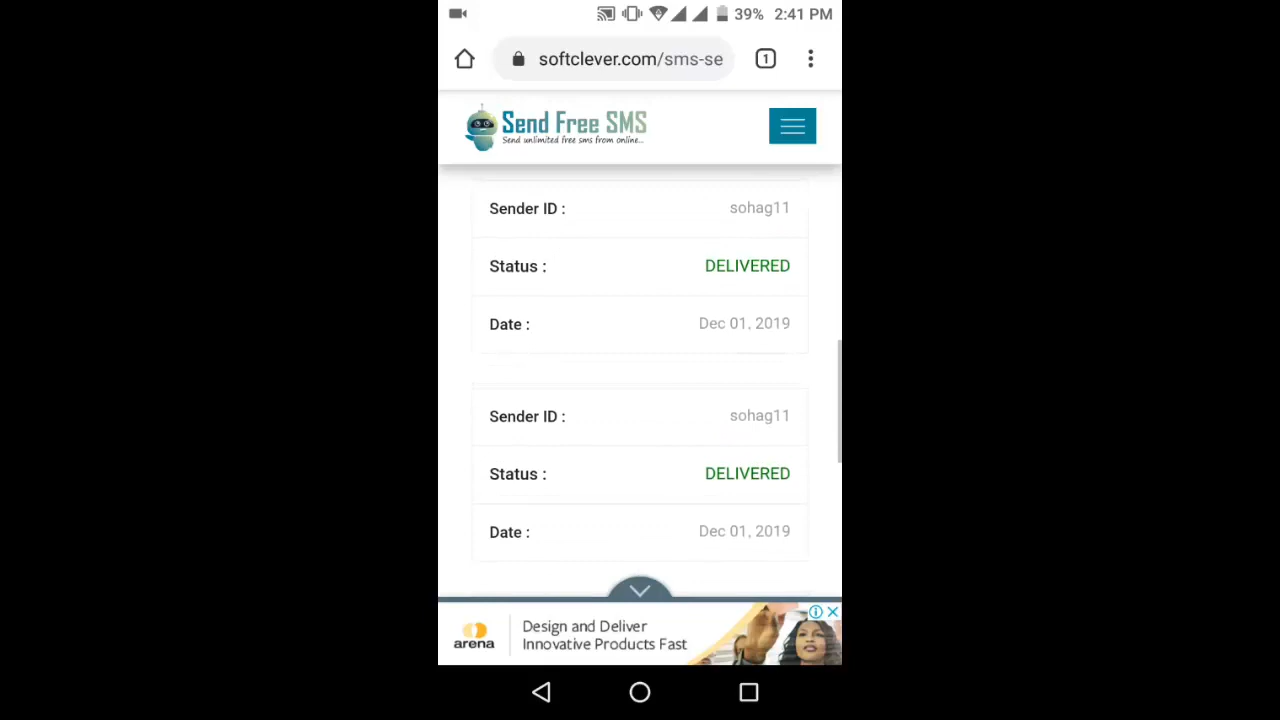 39% 2:41 PM
softclever.com/sms-se
1
Send Free SMS
Send unlimited free sms from online...
Sender ID : sohag11
Status : DELIVERED
Date : Dec 01, 2019
Sender ID : sohag11
Status : DELIVERED
Date : Dec 01, 2019
arena
Design and Deliver
Innovative Products Fast